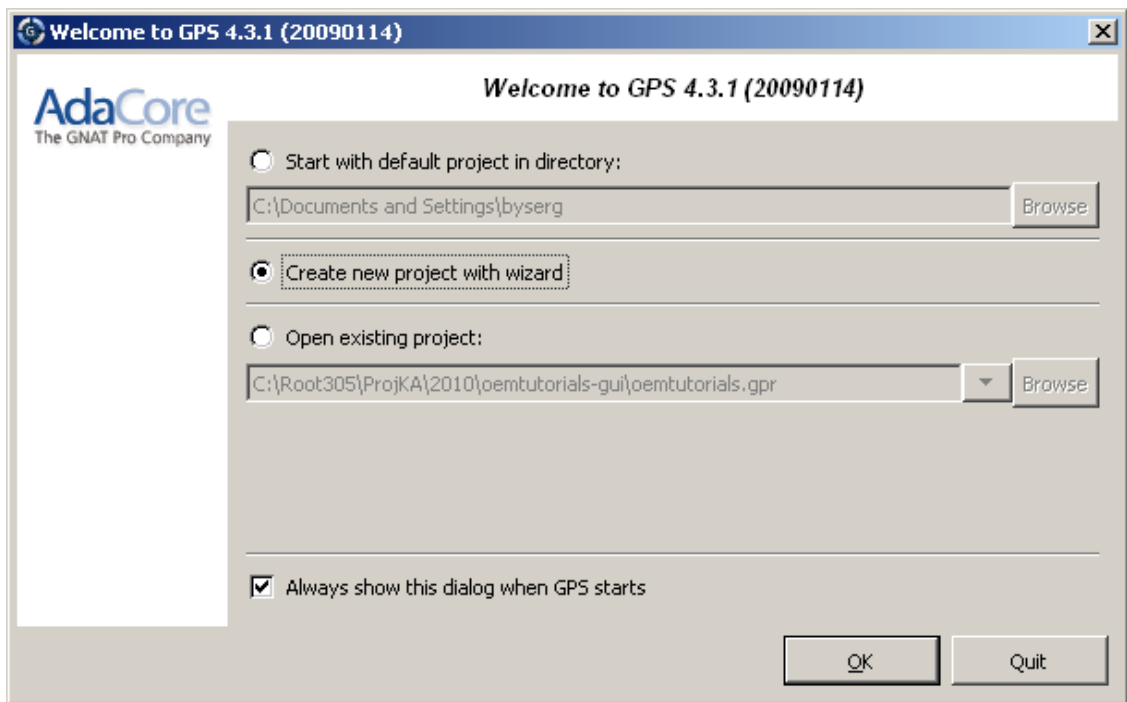 Welcome to GPS 4.3.1 (20090114)
AdaCore
The GNAT Pro Company
Welcome to GPS 4.3.1 (20090114)
Start with default project in directory:
C:\Documents and Settings\byserg
Browse
Create new project with wizard
Open existing project:
C:\Root305\ProjKA\2010\oemtutorials-gui\oemtutorials.gpr
Browse
Always show this dialog when GPS starts
OK
Quit